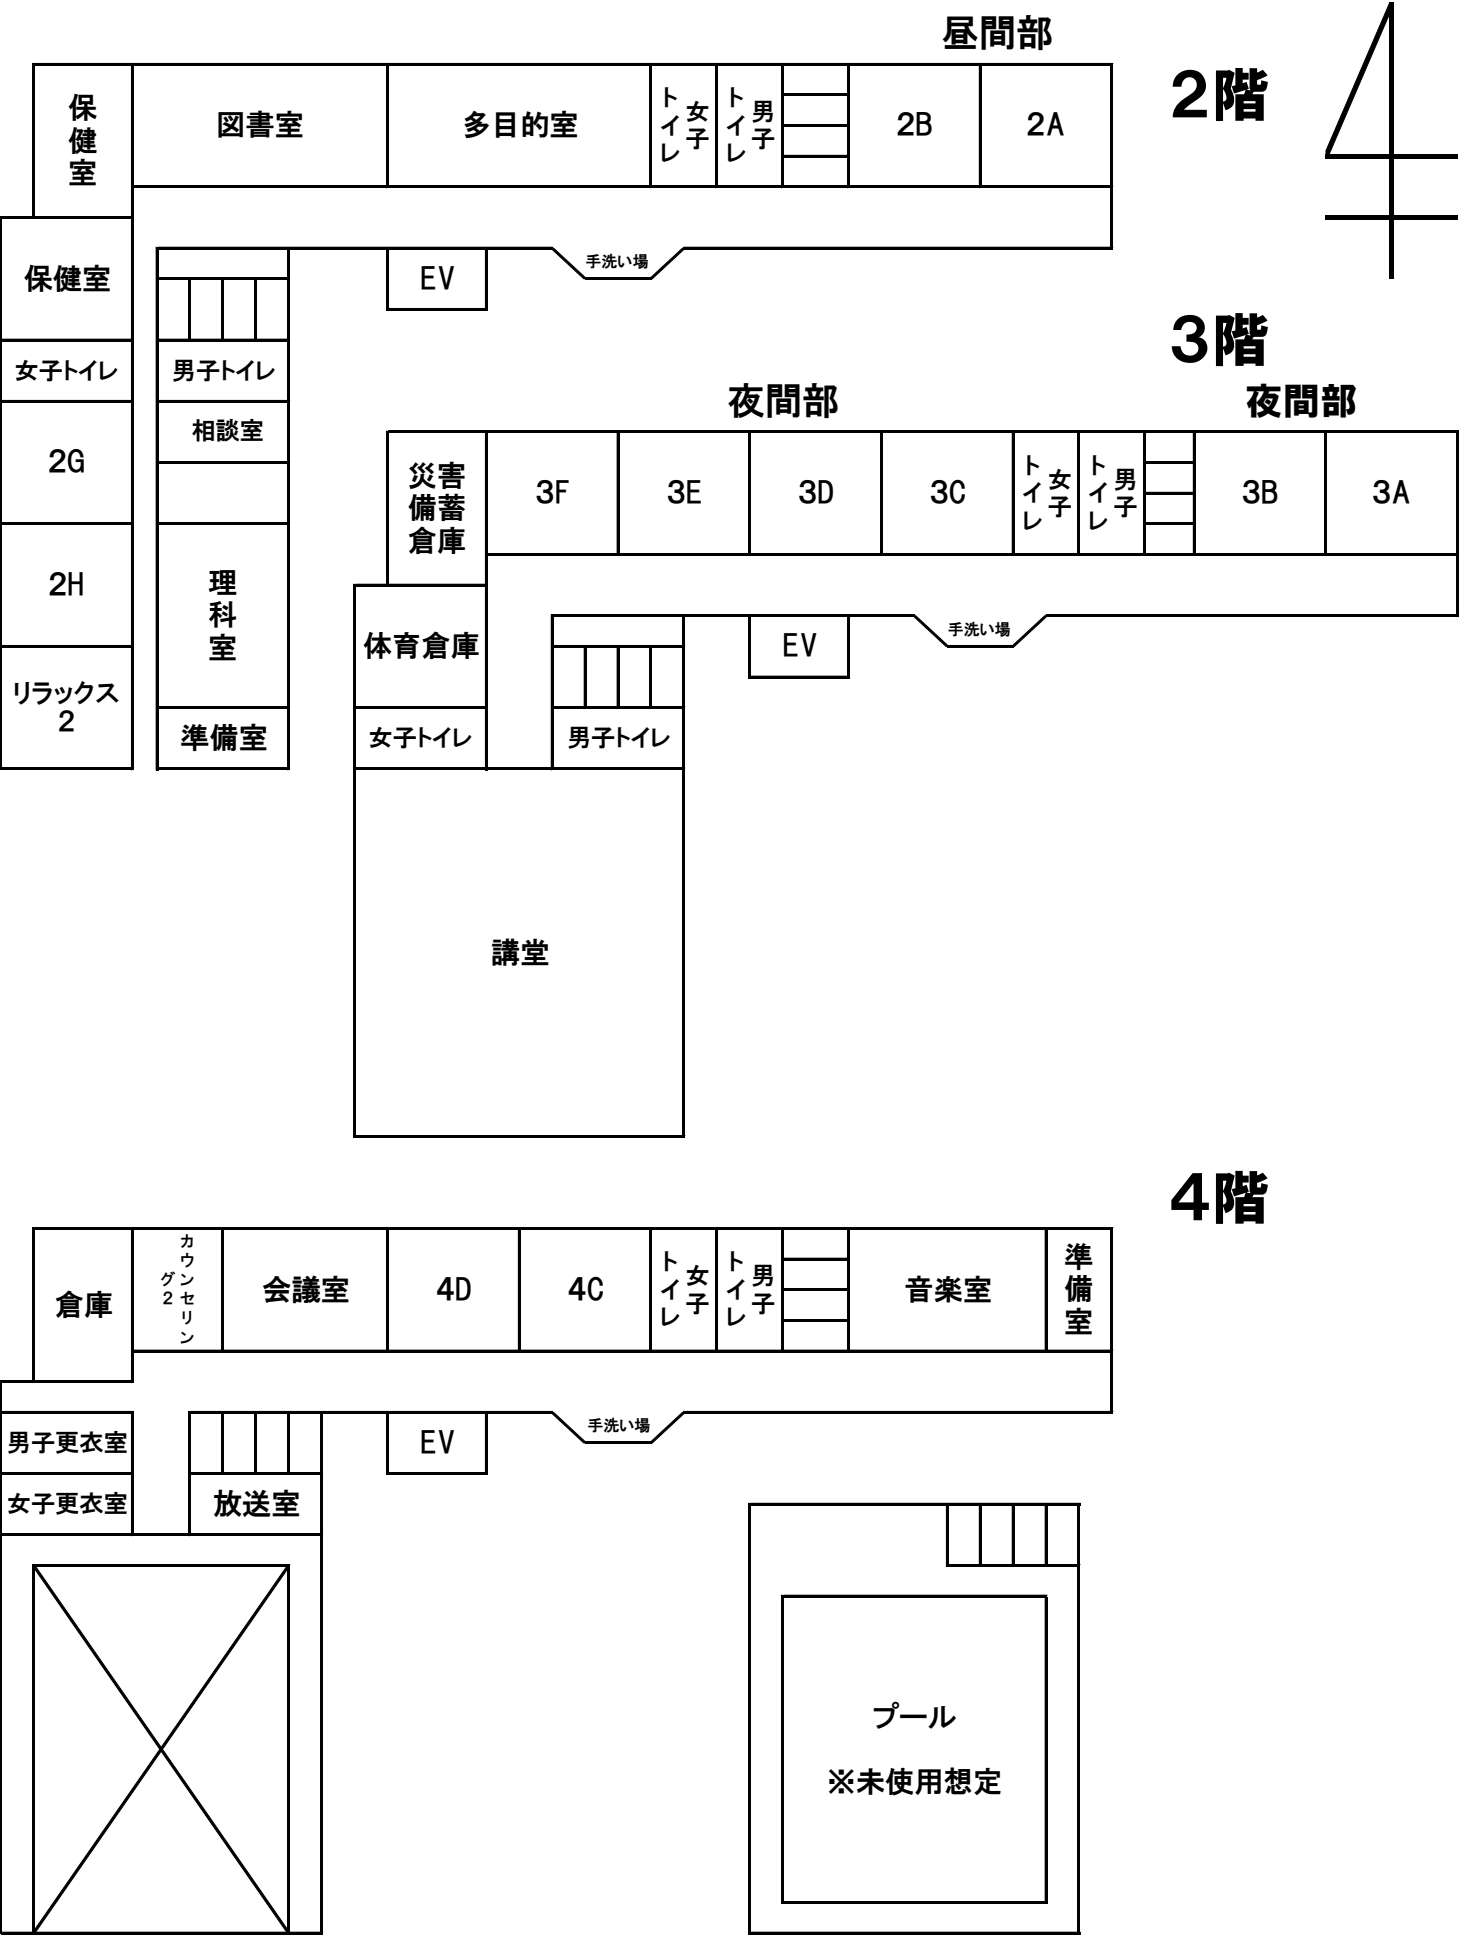 昼間部
2階
保健室
図書室
多目的室
女子トイレ
男子トイレ
2B
2A
手洗い場
保健室
EV
女子トイレ
男子トイレ
相談室
2G
2H
理科室
リラックス
2
準備室
3階
夜間部
夜間部
災害
備蓄
倉庫
3F
3E
3D
3C
女子トイレ
男子トイレ
3B
3A
手洗い場
体育倉庫
EV
女子トイレ
男子トイレ
講堂
4階
倉庫
カウンセリン
グ2
会議室
4D
4C
女子トイレ
男子トイレ
音楽室
準備室
手洗い場
男子更衣室
EV
女子更衣室
放送室
プール
※未使用想定